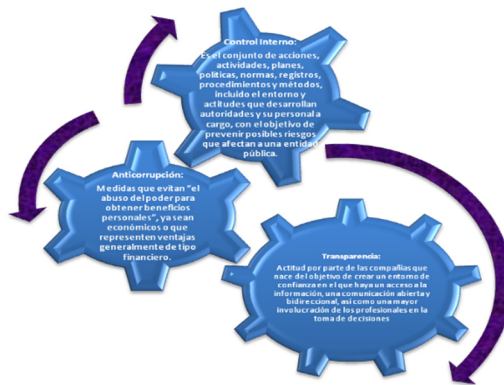 Control Interno:
Es el conjunto de acciones,
actividades, planes,
políticas, normas, registros,
procedimientos y métodos,
incluido el entorno y
actitudes que desarrollan
autoridades y su personal a
cargo, con el objetivo de
prevenir posibles riesgos
que afectan a una entidad
pública.
Anticorrupción:
Medidas que evitan “el
abuso del poder para
obtener beneficios
personales”, ya sean
económicos o que
representen ventajas
generalmente de tipo
financiero.
Transparencia:
Actitud por parte de las compañías que
nace del objetivo de crear un entorno de
confianza en el que haya un acceso a la
información, una comunicación abierta y
bidireccional, así como una mayor
involucración de los profesionales en la
toma de decisiones